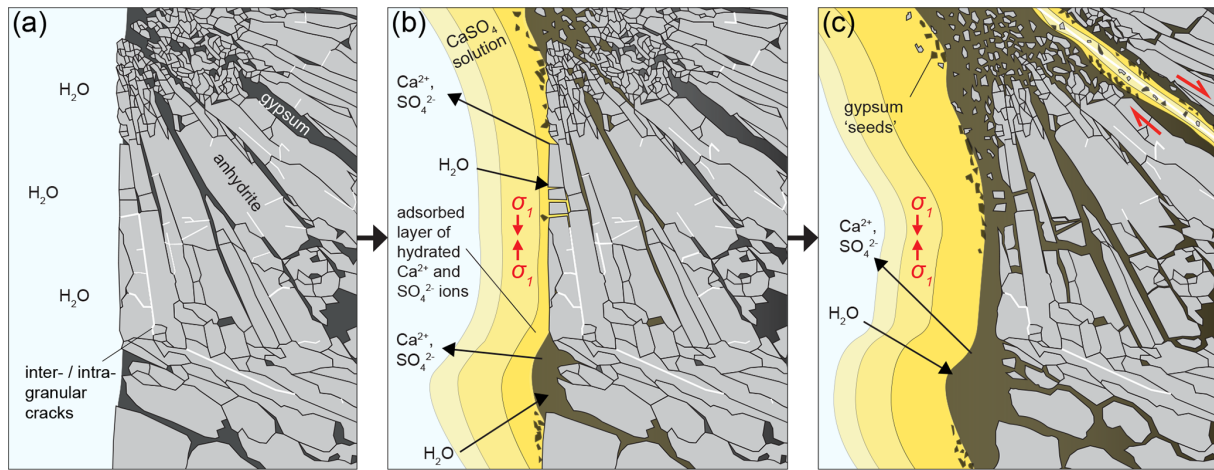 (a)
H₂O
gypsum
anhydrite
H₂O
H₂O
inter- / intra-
granular
cracks
(b)
CaSO₄
solution
Ca²⁺,
SO₄²⁻
H₂O
adsorbed
layer of
hydrated
Ca²⁺ and
SO₄²⁻ ions
σ₁
σ₁
Ca²⁺,
SO₄²⁻
H₂O
(c)
gypsum
‘seeds’
σ₁
σ₁
Ca²⁺,
SO₄²⁻
H₂O